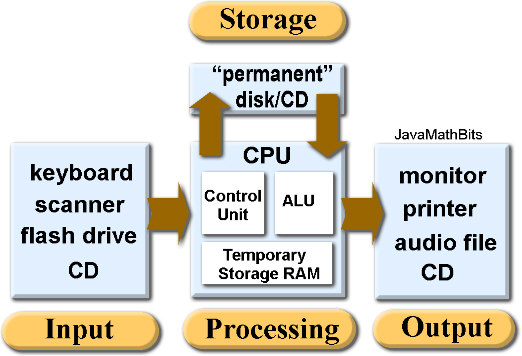 Storage
“permanent”
disk/CD
JavaMathBits
keyboard
scanner
flash drive
CD
CPU
Control
Unit
ALU
Temporary
Storage RAM
monitor
printer
audio file
CD
Input
Processing
Output